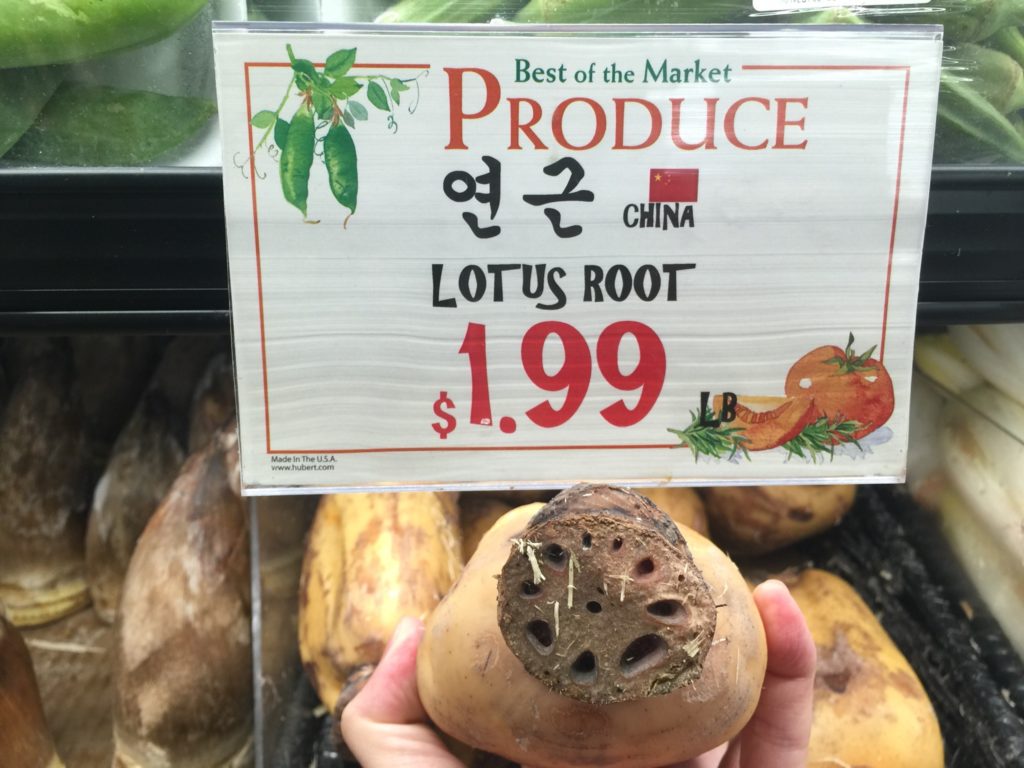 Best of the Market
PRODUCE
연근
CHINA
LOTUS ROOT
$1.99
LB
Made In The U.S.A.
www.hubert.com